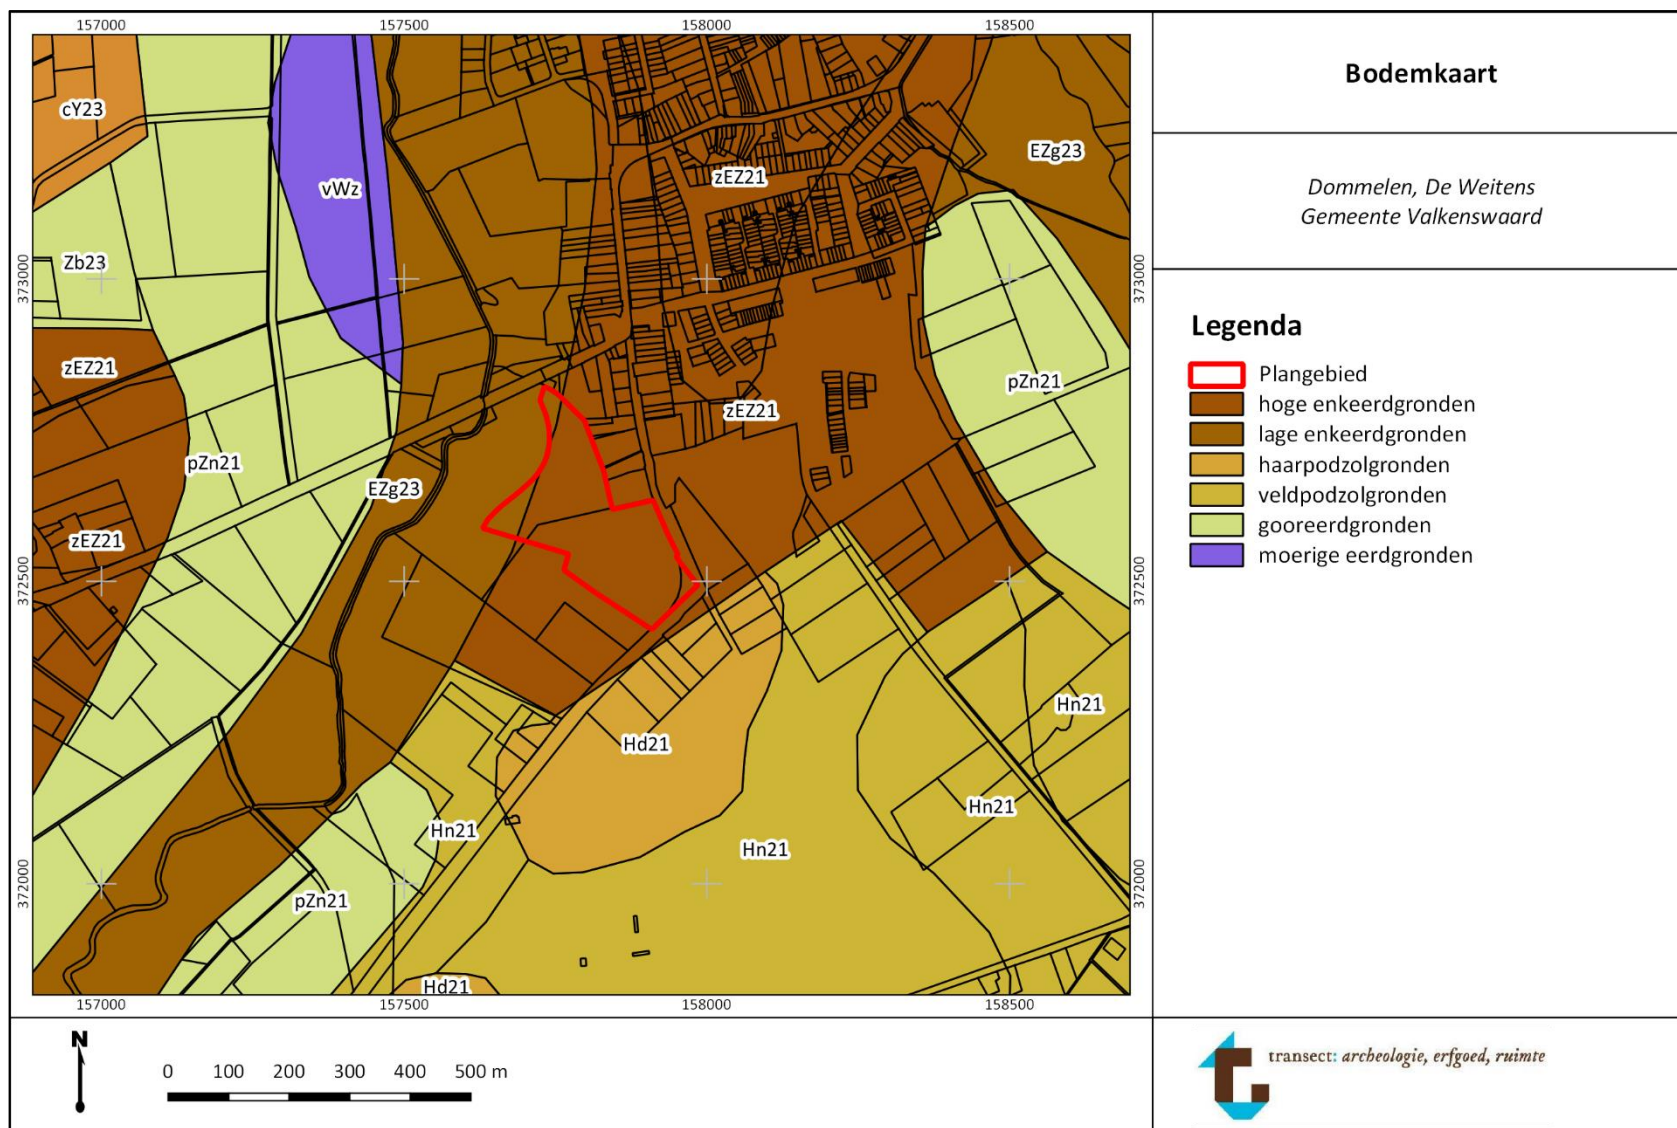 157000
157500
158000
158500
cY23
vWz
zEZ21
EZg23
Zb23
373000
373000
zEZ21
pZn21
zEZ21
pZn21
EZg23
zEZ21
372500
372500
Hn21
Hd21
Hn21
Hn21
Hn21
pZn21
372000
372000
Hd21
157000
157500
158000
158500
N
0 100 200 300 400 500 m
Bodemkaart
Dommelen, De Weitens
Gemeente Valkenswaard
Legenda
Plangebied
hoge enkeerdgronden
lage enkeerdgronden
haarpodzolgronden
veldpodzolgronden
gooreerdgronden
moerige eerdgronden
transect: archeologie, erfgoed, ruimte